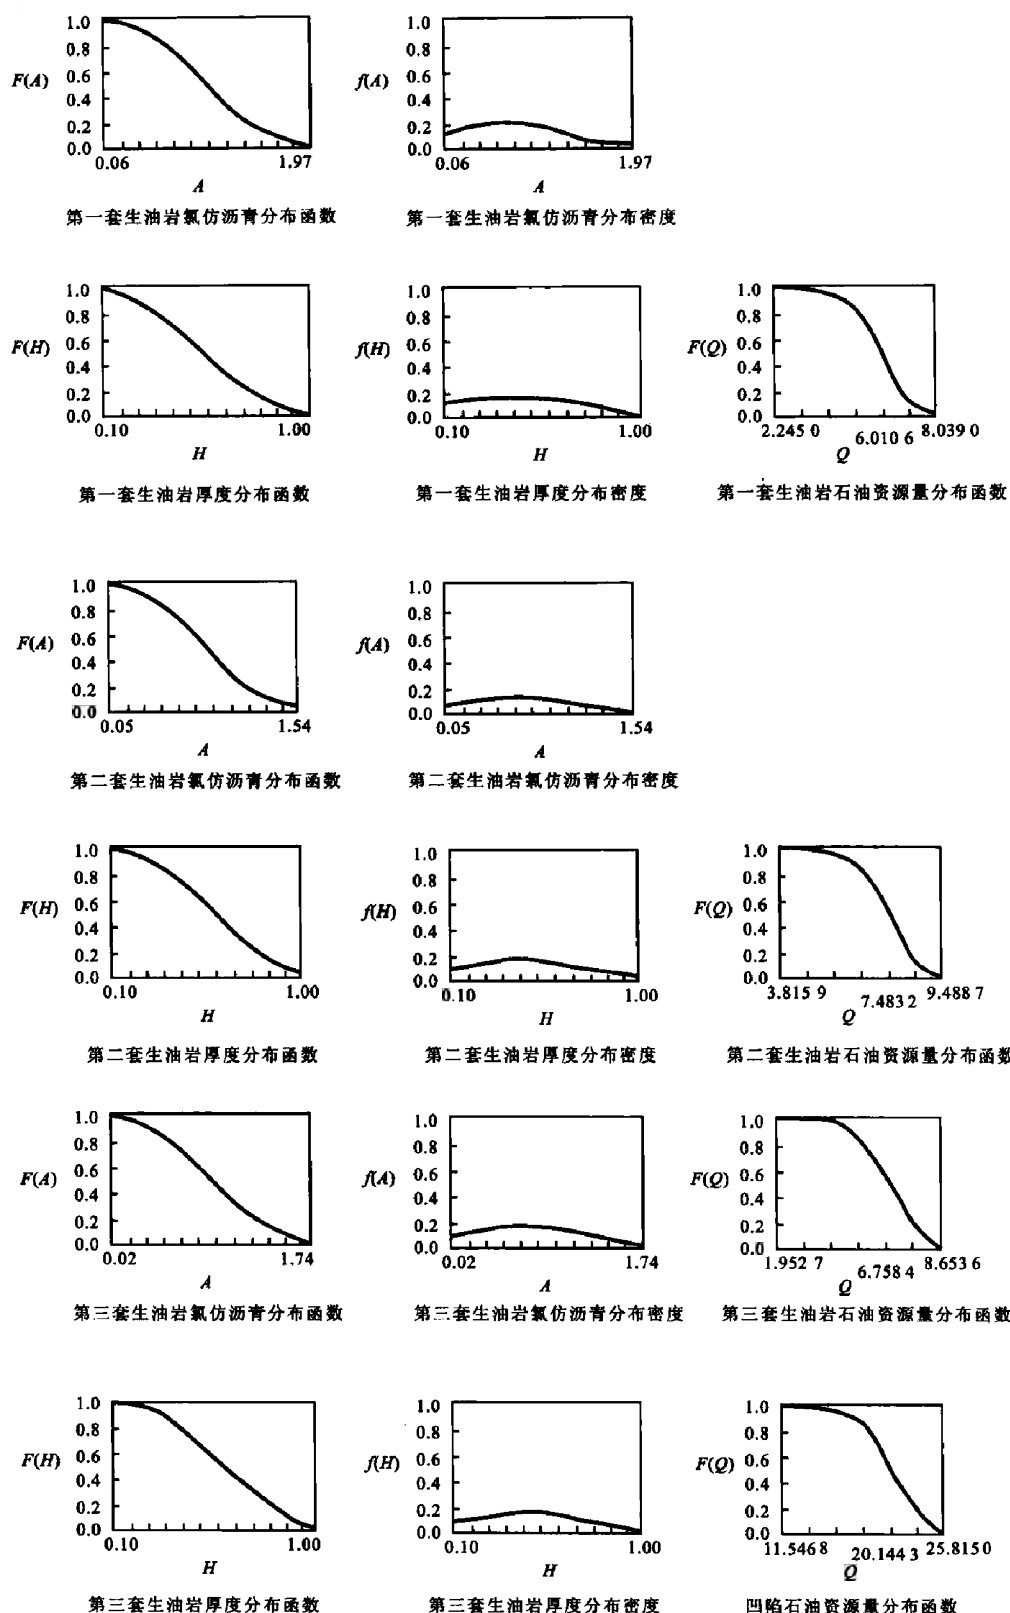 F(A)
1.0
0.8
0.6
0.4
0.2
0.0
0.06 1.97
A
第一套生油岩氯仿沥青分布函数
f(A)
1.0
0.8
0.6
0.4
0.2
0.0
0.06 1.97
A
第一套生油岩氯仿沥青分布密度
F(H)
1.0
0.8
0.6
0.4
0.2
0.0
0.10 1.00
H
第一套生油岩厚度分布函数
f(H)
1.0
0.8
0.6
0.4
0.2
0.0
0.10 1.00
H
第一套生油岩厚度分布密度
F(Q)
1.0
0.8
0.6
0.4
0.2
0.0
2.245 0 6.010 6 8.039 0
Q
第一套生油岩石油资源量分布函数
F(A)
1.0
0.8
0.6
0.4
0.2
0.0
0.05 1.54
A
第二套生油岩氯仿沥青分布函数
f(A)
1.0
0.8
0.6
0.4
0.2
0.0
0.05 1.54
A
第二套生油岩氯仿沥青分布密度
F(H)
1.0
0.8
0.6
0.4
0.2
0.0
0.10 1.00
H
第二套生油岩厚度分布函数
f(H)
1.0
0.8
0.6
0.4
0.2
0.0
0.10 1.00
H
第二套生油岩厚度分布密度
F(Q)
1.0
0.8
0.6
0.4
0.2
0.0
3.815 9 7.483 2 9.488 7
Q
第二套生油岩石油资源量分布函数
F(A)
1.0
0.8
0.6
0.4
0.2
0.0
0.02 1.74
A
第三套生油岩氯仿沥青分布函数
f(A)
1.0
0.8
0.6
0.4
0.2
0.0
0.02 1.74
A
第三套生油岩氯仿沥青分布密度
F(Q)
1.0
0.8
0.6
0.4
0.2
0.0
1.952 7 6.758 4 8.653 6
Q
第三套生油岩石油资源量分布函数
F(H)
1.0
0.8
0.6
0.4
0.2
0.0
0.10 1.00
H
第三套生油岩厚度分布函数
f(H)
1.0
0.8
0.6
0.4
0.2
0.0
0.10 1.00
H
第三套生油岩厚度分布密度
F(Q)
1.0
0.8
0.6
0.4
0.2
0.0
11.546 8 20.144 3 25.815 0
Q
凹陷石油资源量分布函数